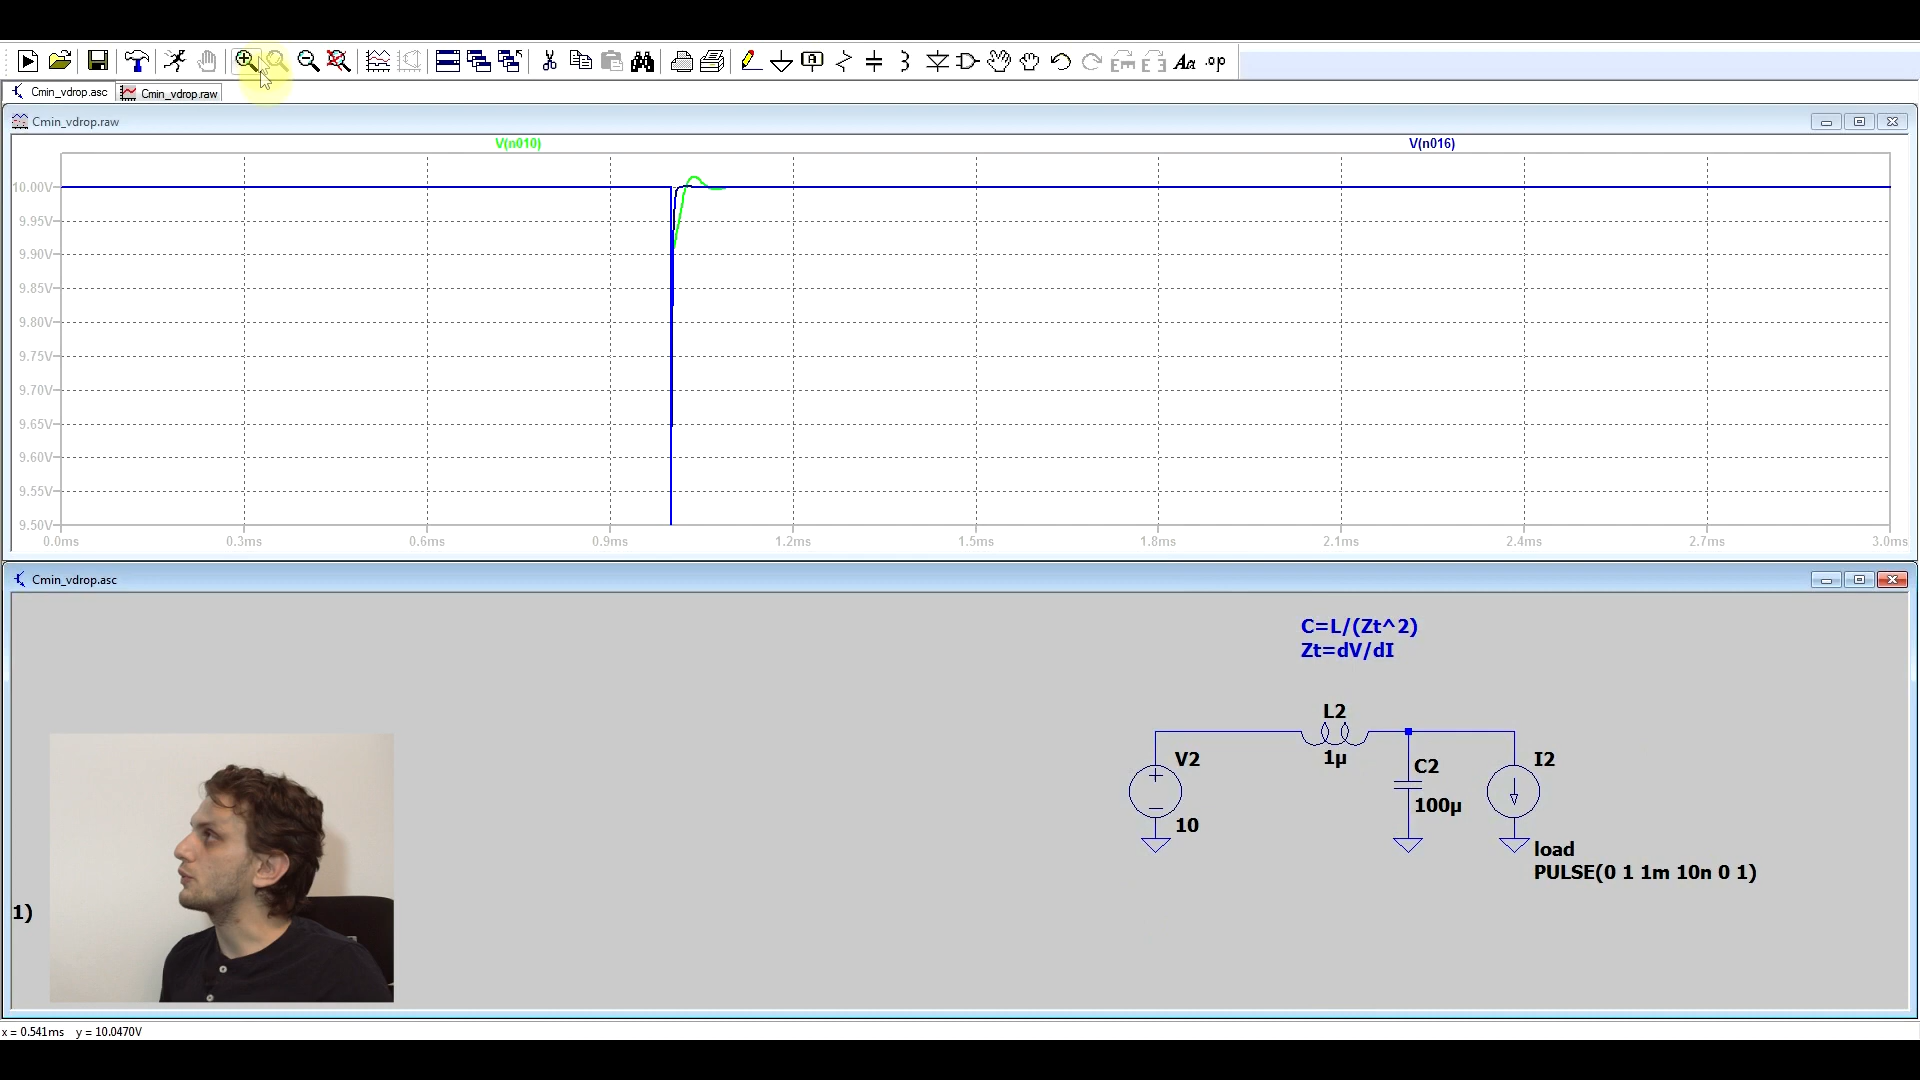 Cmin_vdrop.asc
Cmin_vdrop.raw
Cmin_vdrop.raw
V(n010)
V(n016)
10.00V
9.95V
9.90V
9.85V
9.80V
9.75V
9.70V
9.65V
9.60V
9.55V
9.50V
0.0ms 0.3ms 0.6ms 0.9ms 1.2ms 1.5ms 1.8ms 2.1ms 2.4ms 2.7ms 3.0ms
Cmin_vdrop.asc
C=L/(Zt^2)
Zt=dV/dI
L2
1µ
V2
10
C2
100µ
I2
load
PULSE(0 1 1m 10n 0 1)
1)
x = 0.541ms y = 10.0470V
Aa
.op